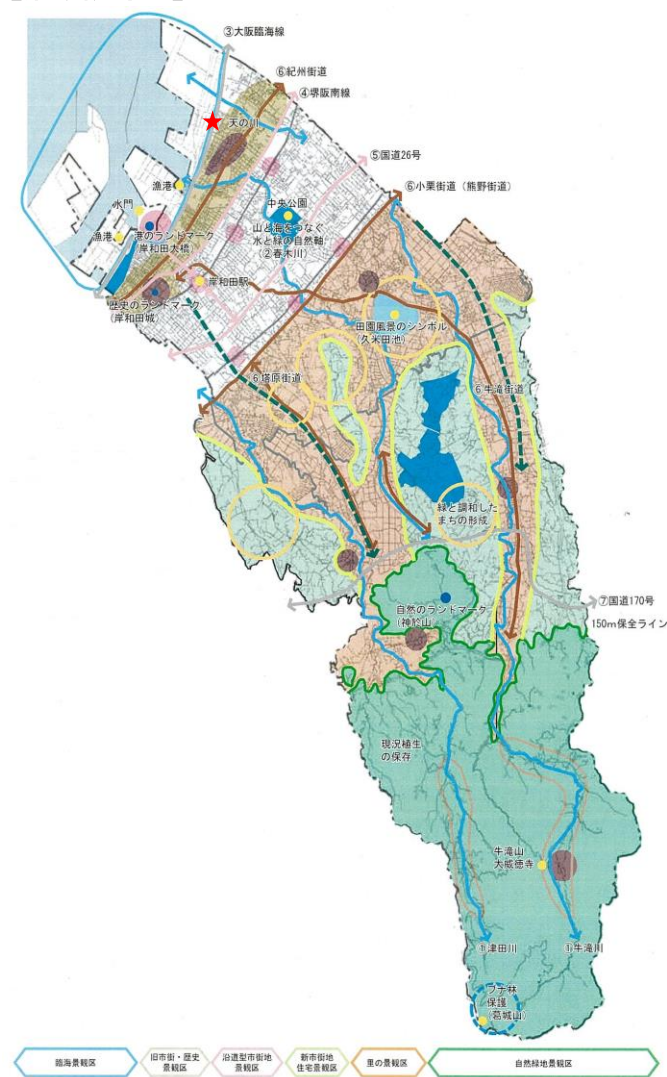 ③大阪臨海線
⑥紀州街道
④堺阪南線
天の川
⑤国道26号
漁港
⑥小栗街道（熊野街道）
水門
中央公園
漁港
港のランドマーク
（岸和田大橋）
山と海をつなぐ
水と緑の自然軸
（②春木川）
岸和田駅
歴史のランドマーク
（岸和田城）
田園風景のシンボル
（久米田池）
⑥塔原街道
⑥牛滝街道
緑と調和した
まちの形成
⑦国道170号
自然のランドマーク
（神於山）
150m保全ライン
現況植生
の保存
牛滝山
大威徳寺
①津田川
①牛滝川
ブナ林
保護
（葛城山）
臨海景観区
旧市街・歴史
景観区
沿道型市街地
景観区
新市街地
住宅景観区
里の景観区
自然緑地景観区